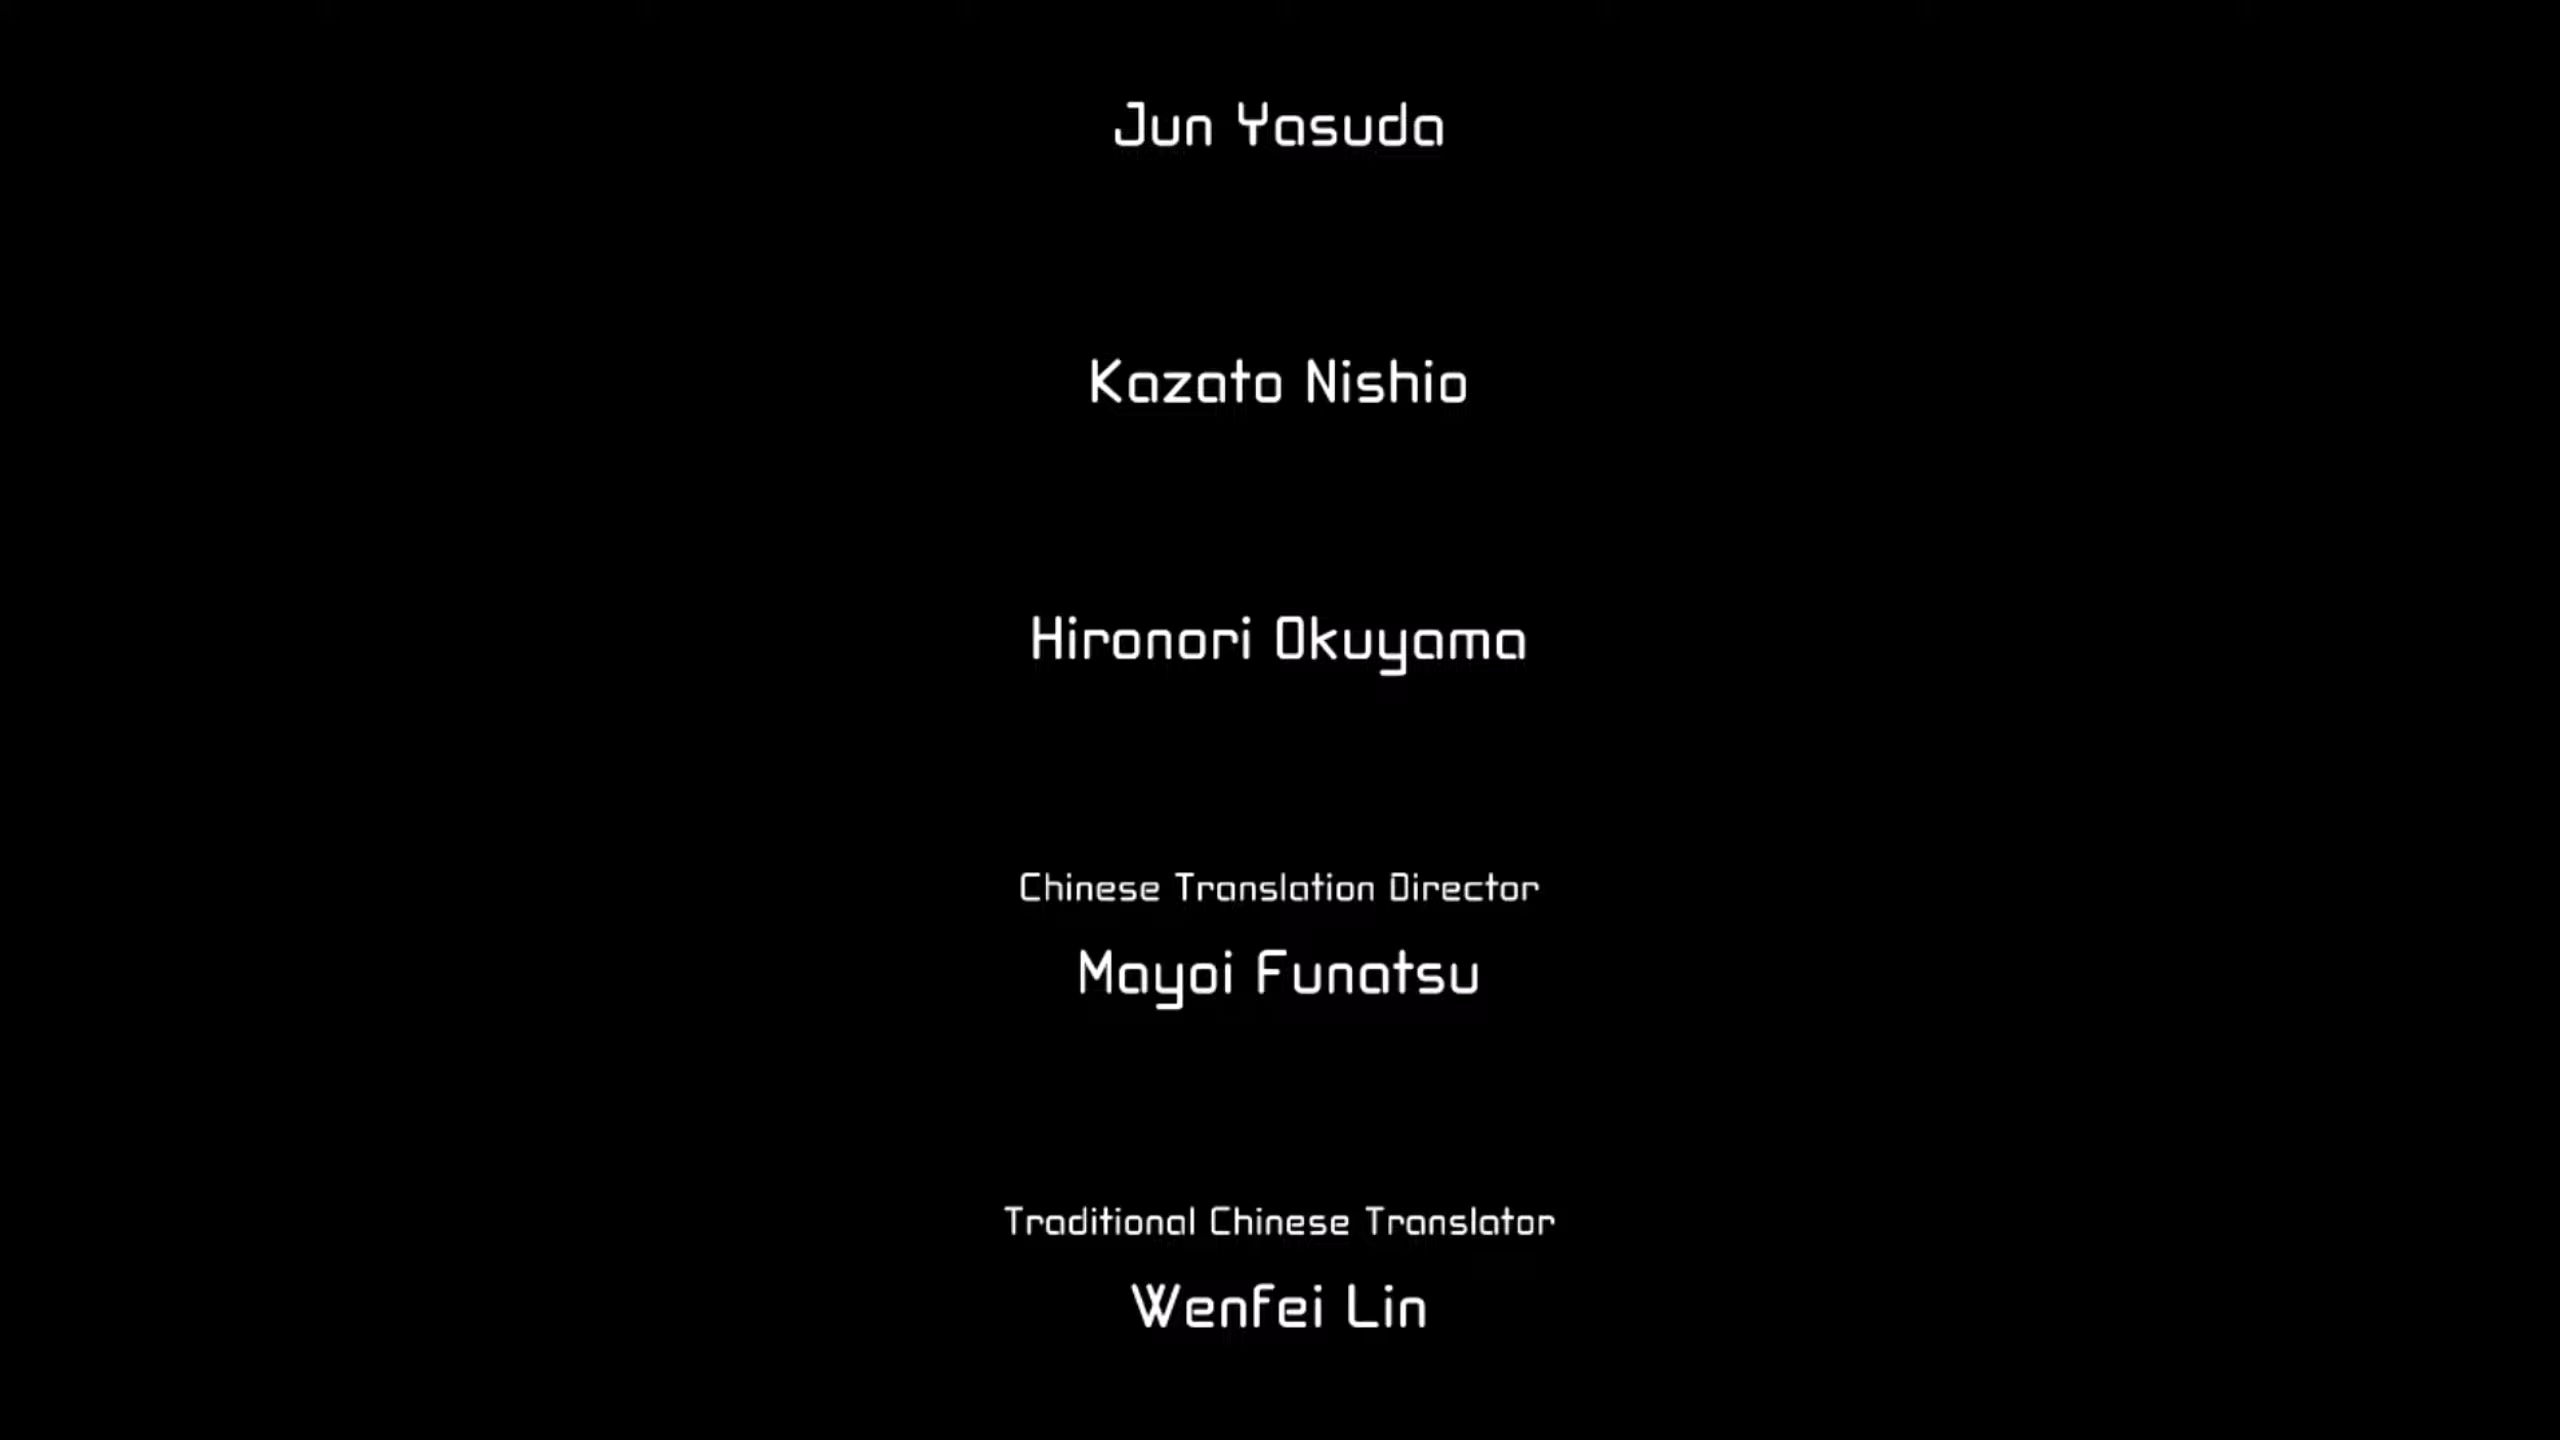 Jun Yasuda
Kazato Nishio
Hironori Okuyama
Chinese Translation Director
Mayoi Funatsu
Traditional Chinese Translator
Wenfei Lin